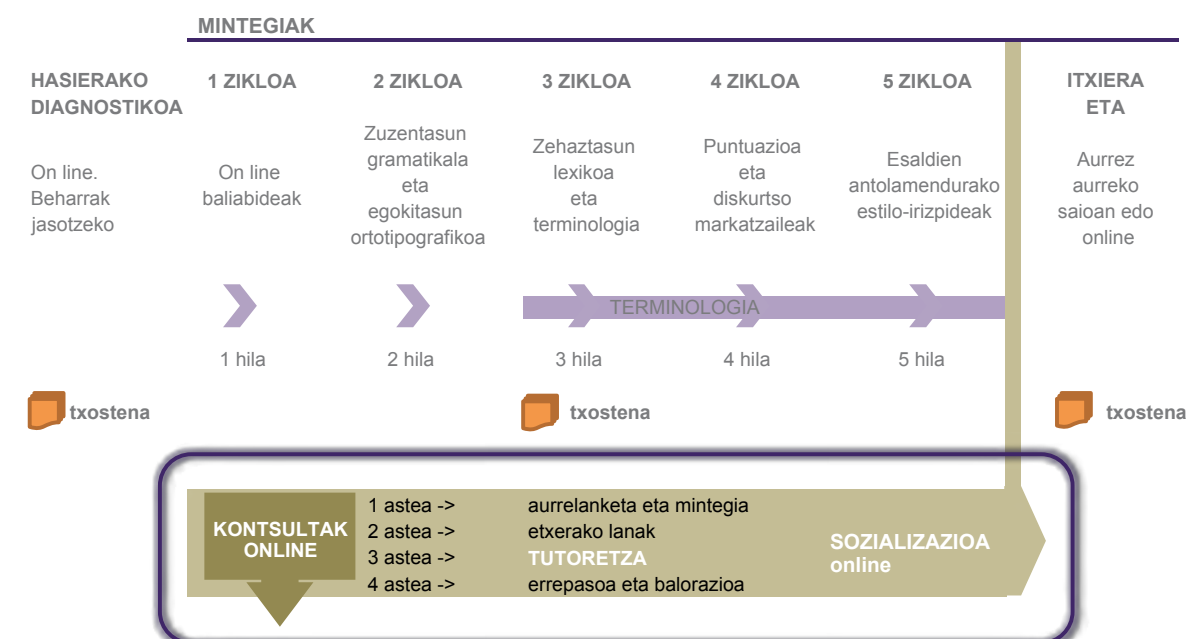 MINTEGIAK
HASIERAKO
DIAGNOSTIKOA
On line.
Beharrak
jasotzeko
1 ZIKLOA
On line
baliabideak
2 ZIKLOA
Zuzentasun
gramatikala
eta
egokitasun
ortotipografikoa
3 ZIKLOA
Zehaztasun
lexikoa
eta
terminologia
4 ZIKLOA
Puntuazioa
eta
diskurtso
markatzaileak
5 ZIKLOA
Esaldien
antolamendurako
estilo-irizpideak
ITXIERA
ETA
Aurrez
aurreko
saioan edo
online
TERMINOLOGIA
1 hila
2 hila
3 hila
4 hila
5 hila
txostena
txostena
txostena
KONTSULTAK
ONLINE
1 astea -> aurrelanketa eta mintegia
2 astea -> etxerako lanak
3 astea -> TUTORETZA
4 astea -> errepasoa eta balorazioa
SOZIALIZAZIOA
online